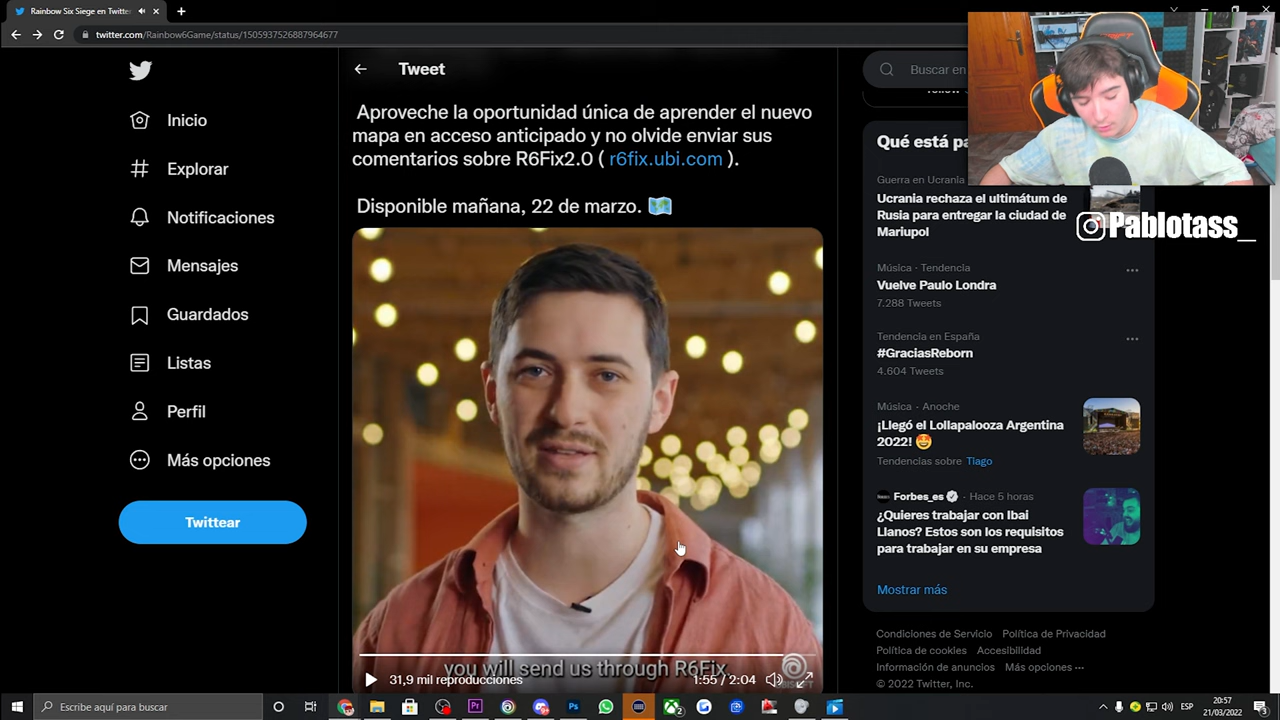 Rainbow Six Siege en Twitter
twitter.com/Rainbow6Game/status/1505937526887964677
Inicio
Explorar
Notificaciones
Mensajes
Guardados
Listas
Perfil
Más opciones
Twittear
Tweet
Aproveche la oportunidad única de aprender el nuevo
mapa en acceso anticipado y no olvide enviar sus
comentarios sobre R6Fix2.0 ( r6fix.ubi.com ).
Disponible mañana, 22 de marzo.
you will send us through R6Fix
31,9 mil reproducciones
1:55 / 2:04
Buscar en
Qué está pa
Guerra en Ucrania
Ucrania rechaza el ultimátum de
Rusia para entregar la ciudad de
Mariupol
Pablotass_
Música · Tendencia
Vuelve Paulo Londra
7.288 Tweets
Tendencia en España
#GraciasReborn
4.604 Tweets
Música · Anoche
¡Llegó el Lollapalooza Argentina
2022!
Tendencias sobre Tiago
Forbes_es · Hace 5 horas
¿Quieres trabajar con Ibai
Llanos? Estos son los requisitos
para trabajar en su empresa
Mostrar más
Condiciones de Servicio Política de Privacidad
Política de cookies Accesibilidad
Información de anuncios Más opciones ···
© 2022 Twitter, Inc.
Escribe aquí para buscar
ESP
20:57
21/03/2022